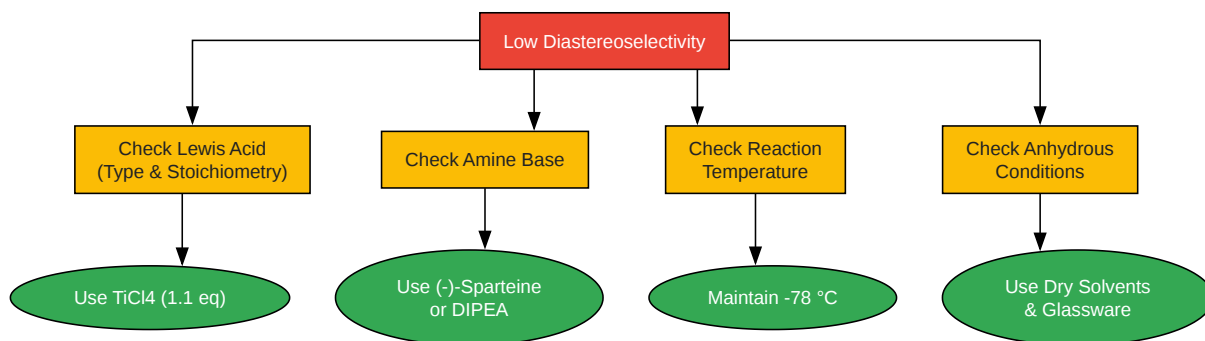 Low Diastereoselectivity
Check Lewis Acid
(Type & Stoichiometry)
Check Amine Base
Check Reaction
Temperature
Check Anhydrous
Conditions
Use TiCl4 (1.1 eq)
Use (-)-Sparteine
or DIPEA
Maintain -78 °C
Use Dry Solvents
& Glassware